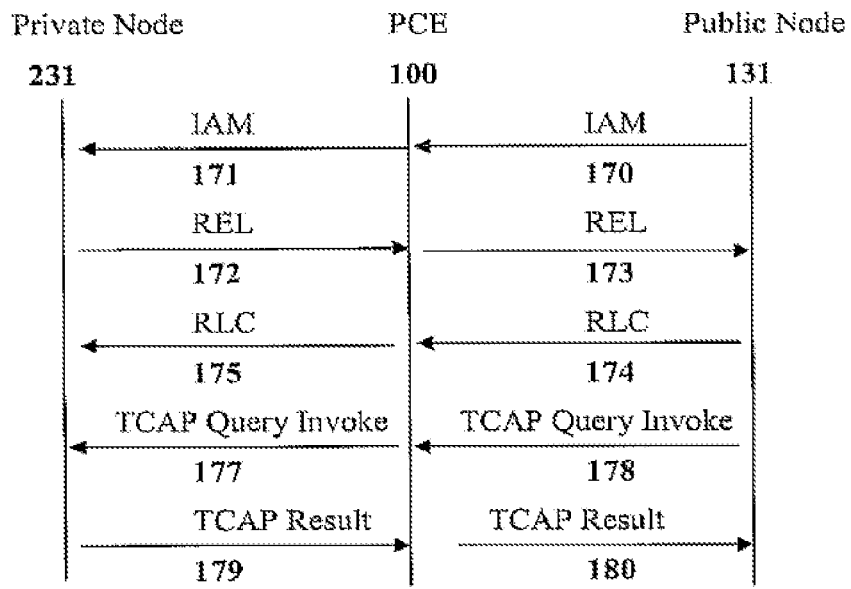 Private Node PCE Public Node
231 100 131
IAM IAM
171 170
REL REL
172 173
RLC RLC
175 174
TCAP Query Invoke TCAP Query Invoke
177 178
TCAP Result TCAP Result
179 180